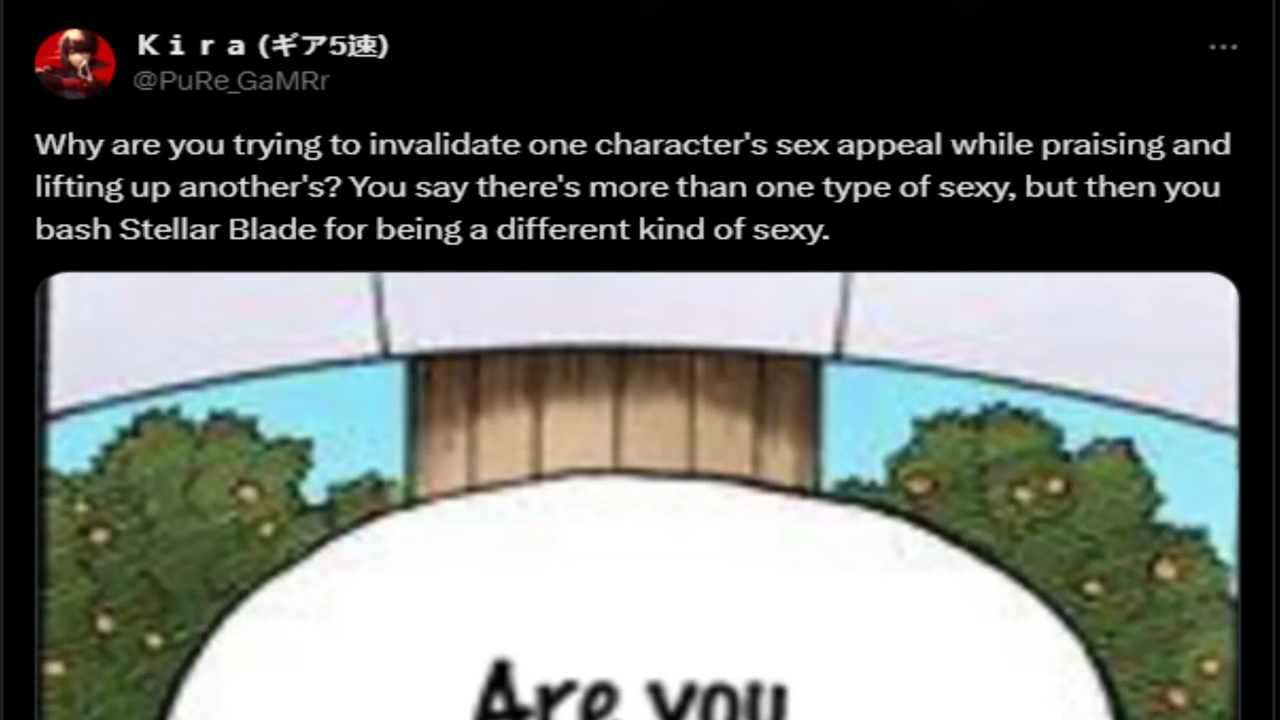 Kira (ギア5速)
@PuRe_GaMRr
Why are you trying to invalidate one character's sex appeal while praising and
lifting up another's? You say there's more than one type of sexy, but then you
bash Stellar Blade for being a different kind of sexy.
Are you